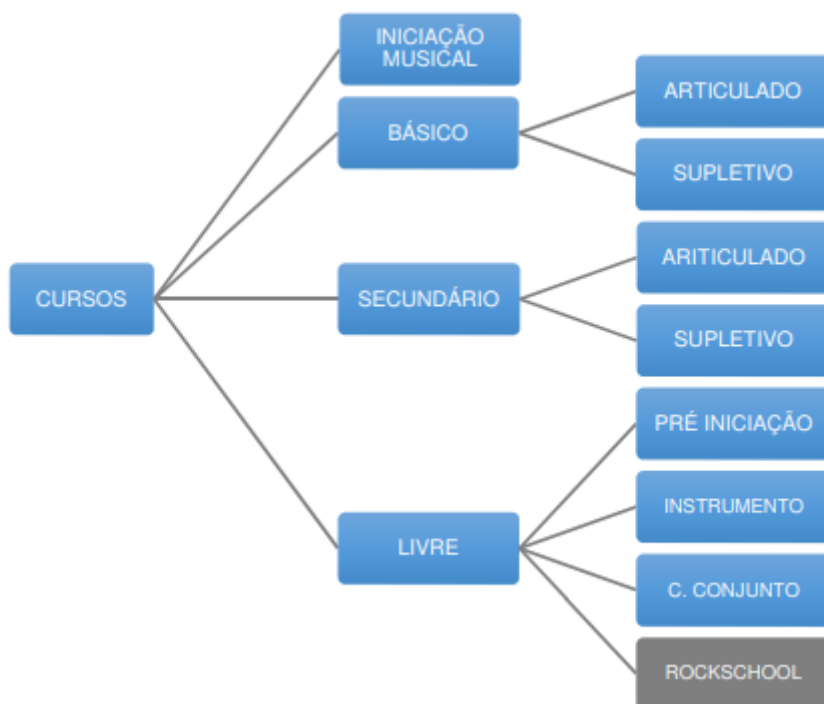 INICIAÇÃO
MUSICAL
BÁSICO
ARTICULADO
SUPLETIVO
CURSOS
SECUNDÁRIO
ARITICULADO
SUPLETIVO
LIVRE
PRÉ INICIAÇÃO
INSTRUMENTO
C. CONJUNTO
ROCKSCHOOL